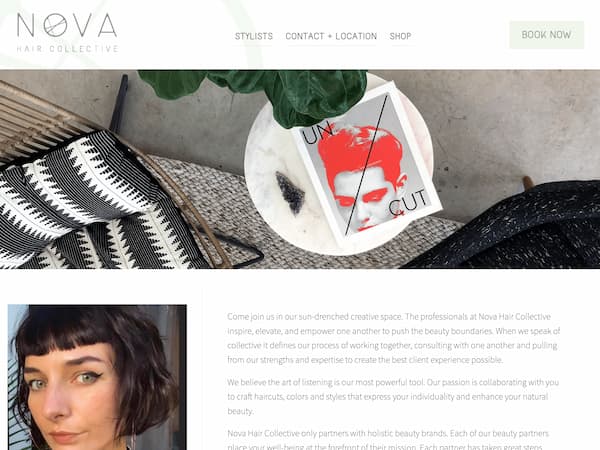 NOVA
HAIR COLLECTIVE
STYLISTS CONTACT + LOCATION SHOP
BOOK NOW
UN
CUT
Come join us in our sun-drenched creative space. The professionals at Nova Hair Collective
inspire, elevate, and empower one another to push the beauty boundaries. When we speak of
collective it defines our process of working together, consulting with one another and pulling
from our strengths and expertise to create the best client experience possible.
We believe the art of listening is our most powerful tool. Our passion is collaborating with you
to craft haircuts, colors and styles that express your individuality and enhance your natural
beauty.
Nova Hair Collective only partners with holistic beauty brands. Each of our beauty partners
place your well-being at the forefront of their mission. Each partner has taken great steps